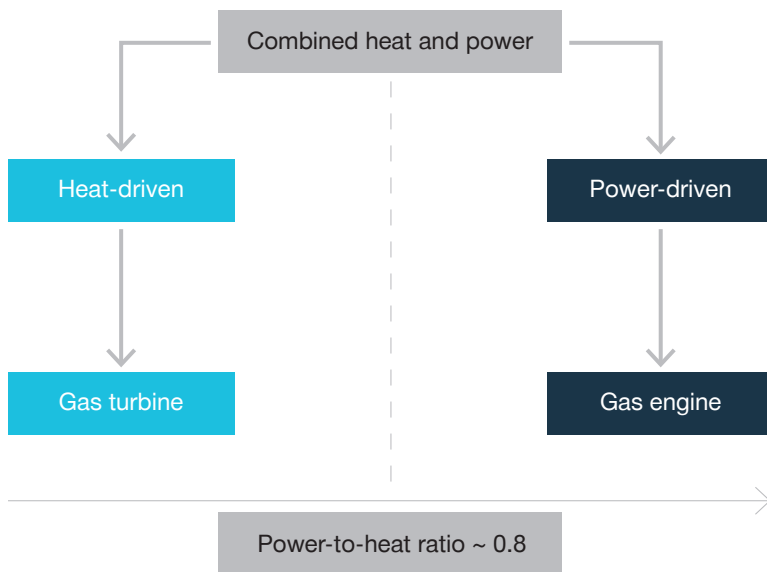 Combined heat and power
Heat-driven
Power-driven
Gas turbine
Gas engine
Power-to-heat ratio ~ 0.8